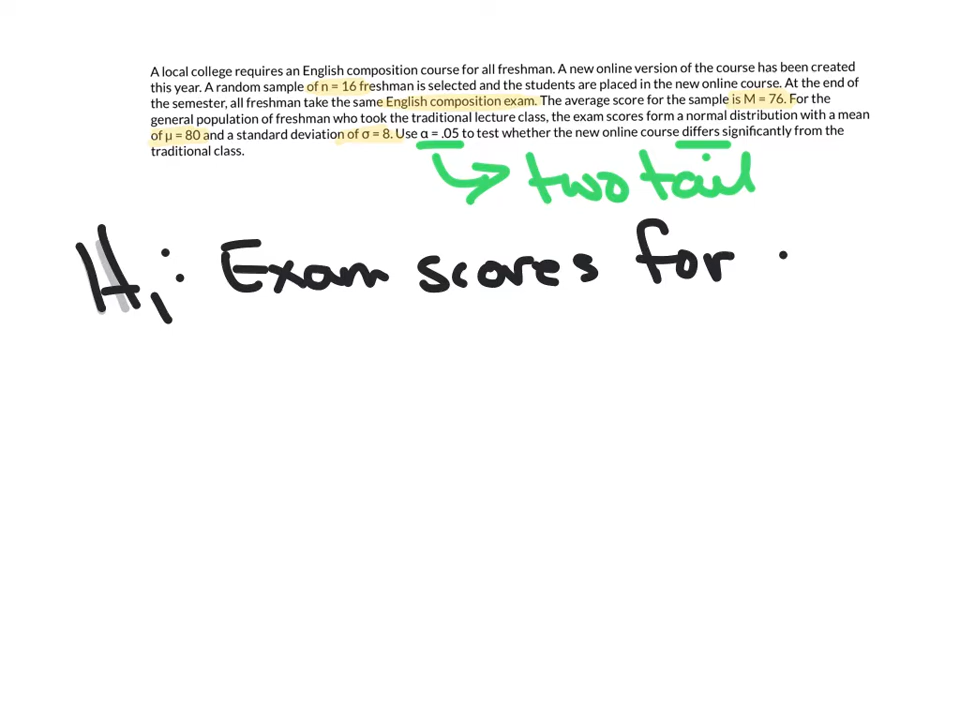 A local college requires an English composition course for all freshman. A new online version of the course has been created
this year. A random sample of n = 16 freshman is selected and the students are placed in the new online course. At the end of
the semester, all freshman take the same English composition exam. The average score for the sample is M = 76. For the
general population of freshman who took the traditional lecture class, the exam scores form a normal distribution with a mean
of μ = 80 and a standard deviation of σ = 8. Use α = .05 to test whether the new online course differs significantly from the
traditional class.
two tail
H₁: Exam scores for